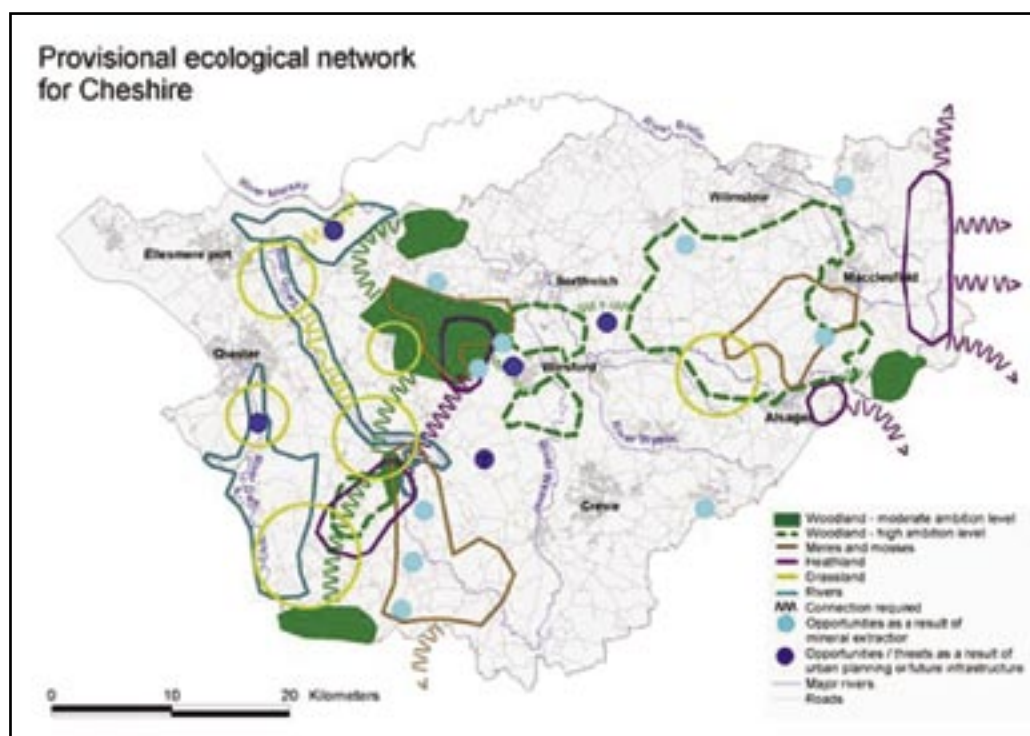 Provisional ecological network
for Cheshire
River Mersey
Wilmslow
Ellesmere port
Northwich
Macclesfield
Chester
Winsford
Alsager
Crewe
Woodland - moderate ambition level
Woodland - high ambition level
Meres and mosses
Heathland
Grassland
Rivers
Connection required
Opportunities as a result of
mineral extraction
Opportunities / threats as a result of
urban planning or future infrastructure
Major rivers
Roads
0 10 20 Kilometers